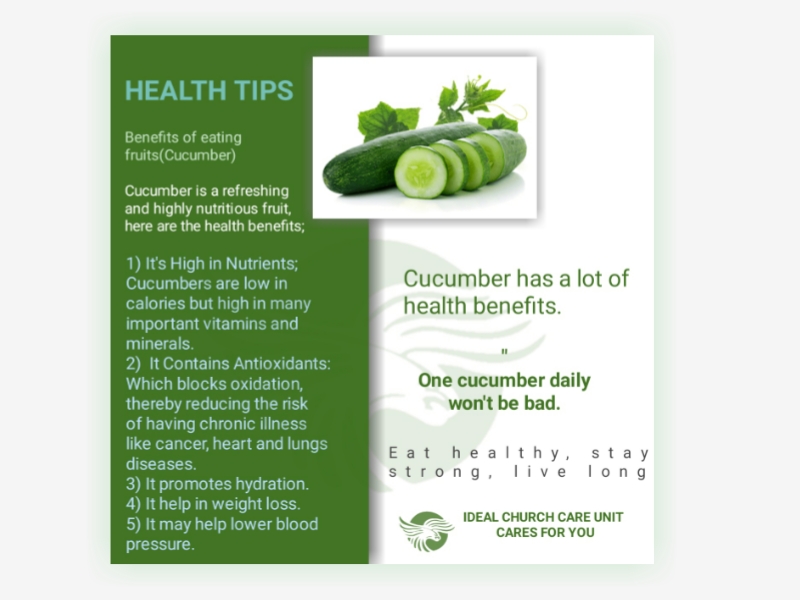 HEALTH TIPS
Benefits of eating
fruits(Cucumber)
Cucumber is a refreshing
and highly nutritious fruit,
here are the health benefits;
1) It's High in Nutrients;
Cucumbers are low in
calories but high in many
important vitamins and
minerals.
2)  It Contains Antioxidants:
Which blocks oxidation,
thereby reducing the risk
of having chronic illness
like cancer, heart and lungs
diseases.
3) It promotes hydration.
4) It help in weight loss.
5) It may help lower blood
pressure.
Cucumber has a lot of
health benefits.
"
One cucumber daily
won't be bad.
Eat healthy, stay
strong, live long
IDEAL CHURCH CARE UNIT
CARES FOR YOU